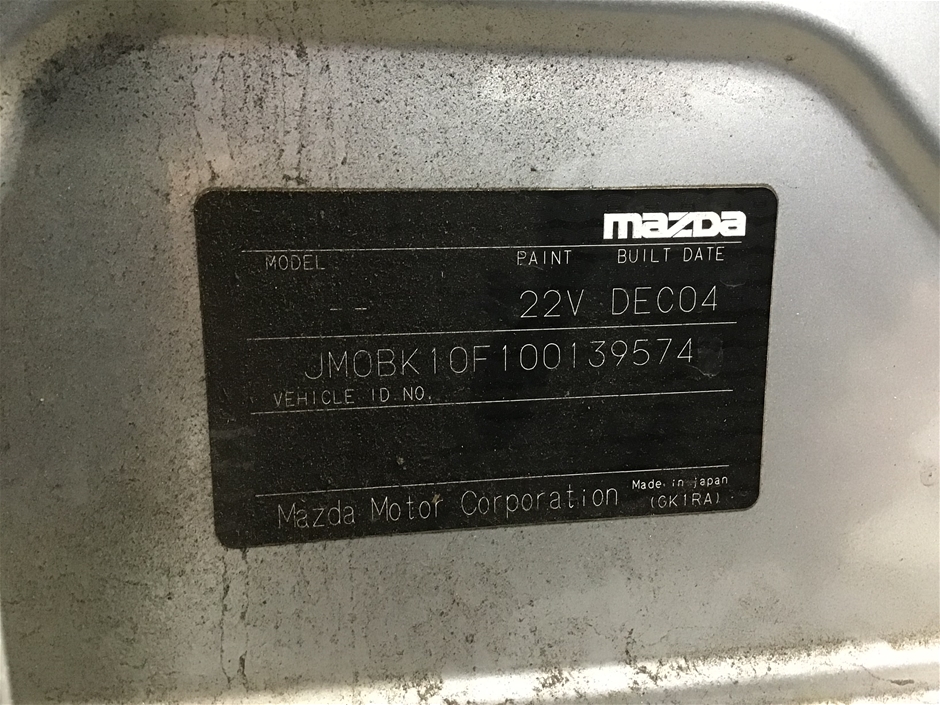 mazda
MODEL PAINT BUILT DATE
-- 22V DEC04
JM0BK10F100139574
VEHICLE ID NO.
Made in Japan
Mazda Motor Corporation (GK1RA)